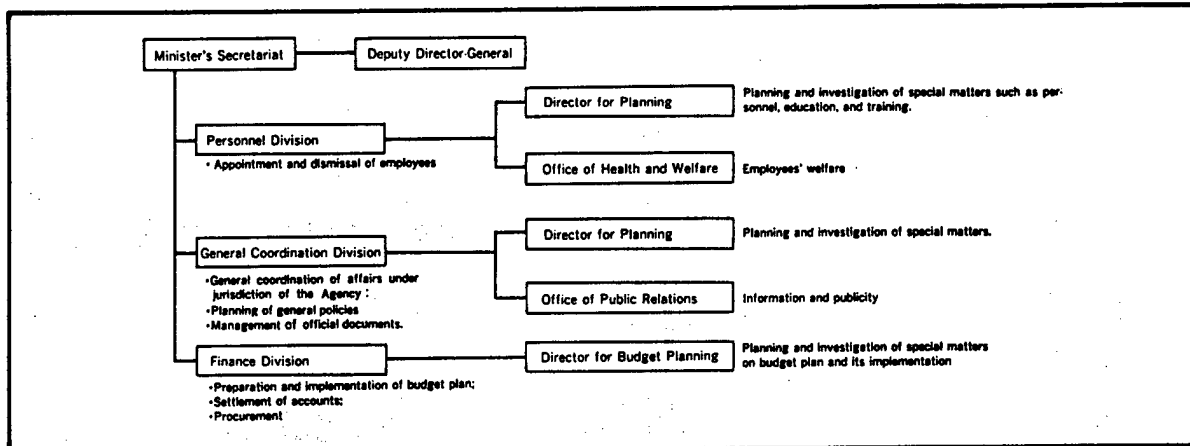 Minister's Secretariat
Deputy Director-General
Director for Planning
Planning and investigation of special matters such as per-
sonnel, education, and training.
Personnel Division
• Appointment and dismissal of employees
Office of Health and Welfare
Employees' welfare
Director for Planning
Planning and investigation of special matters.
General Coordination Division
•General coordination of affairs under
jurisdiction of the Agency :
•Planning of general policies
•Management of official documents.
Office of Public Relations
Information and publicity
Finance Division
•Preparation and implementation of budget plan;
•Settlement of accounts;
•Procurement
Director for Budget Planning
Planning and investigation of special matters
on budget plan and its implementation